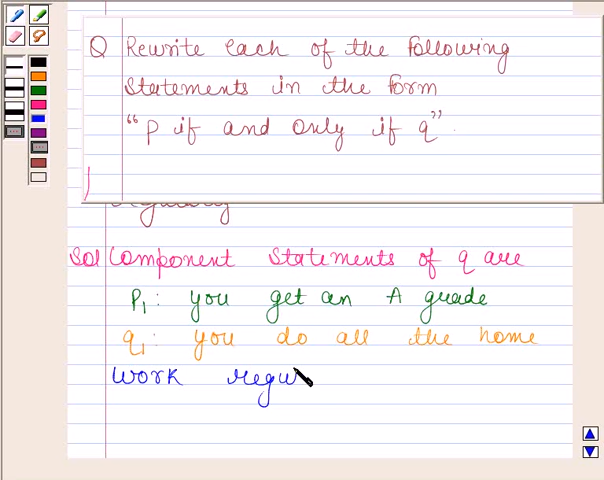 Q Rewrite each of the following
Statements in the form
“P if and only if q”.
Sol Component Statements of q are
P₁: you get an A grade
q₁: you do all the home
work regu